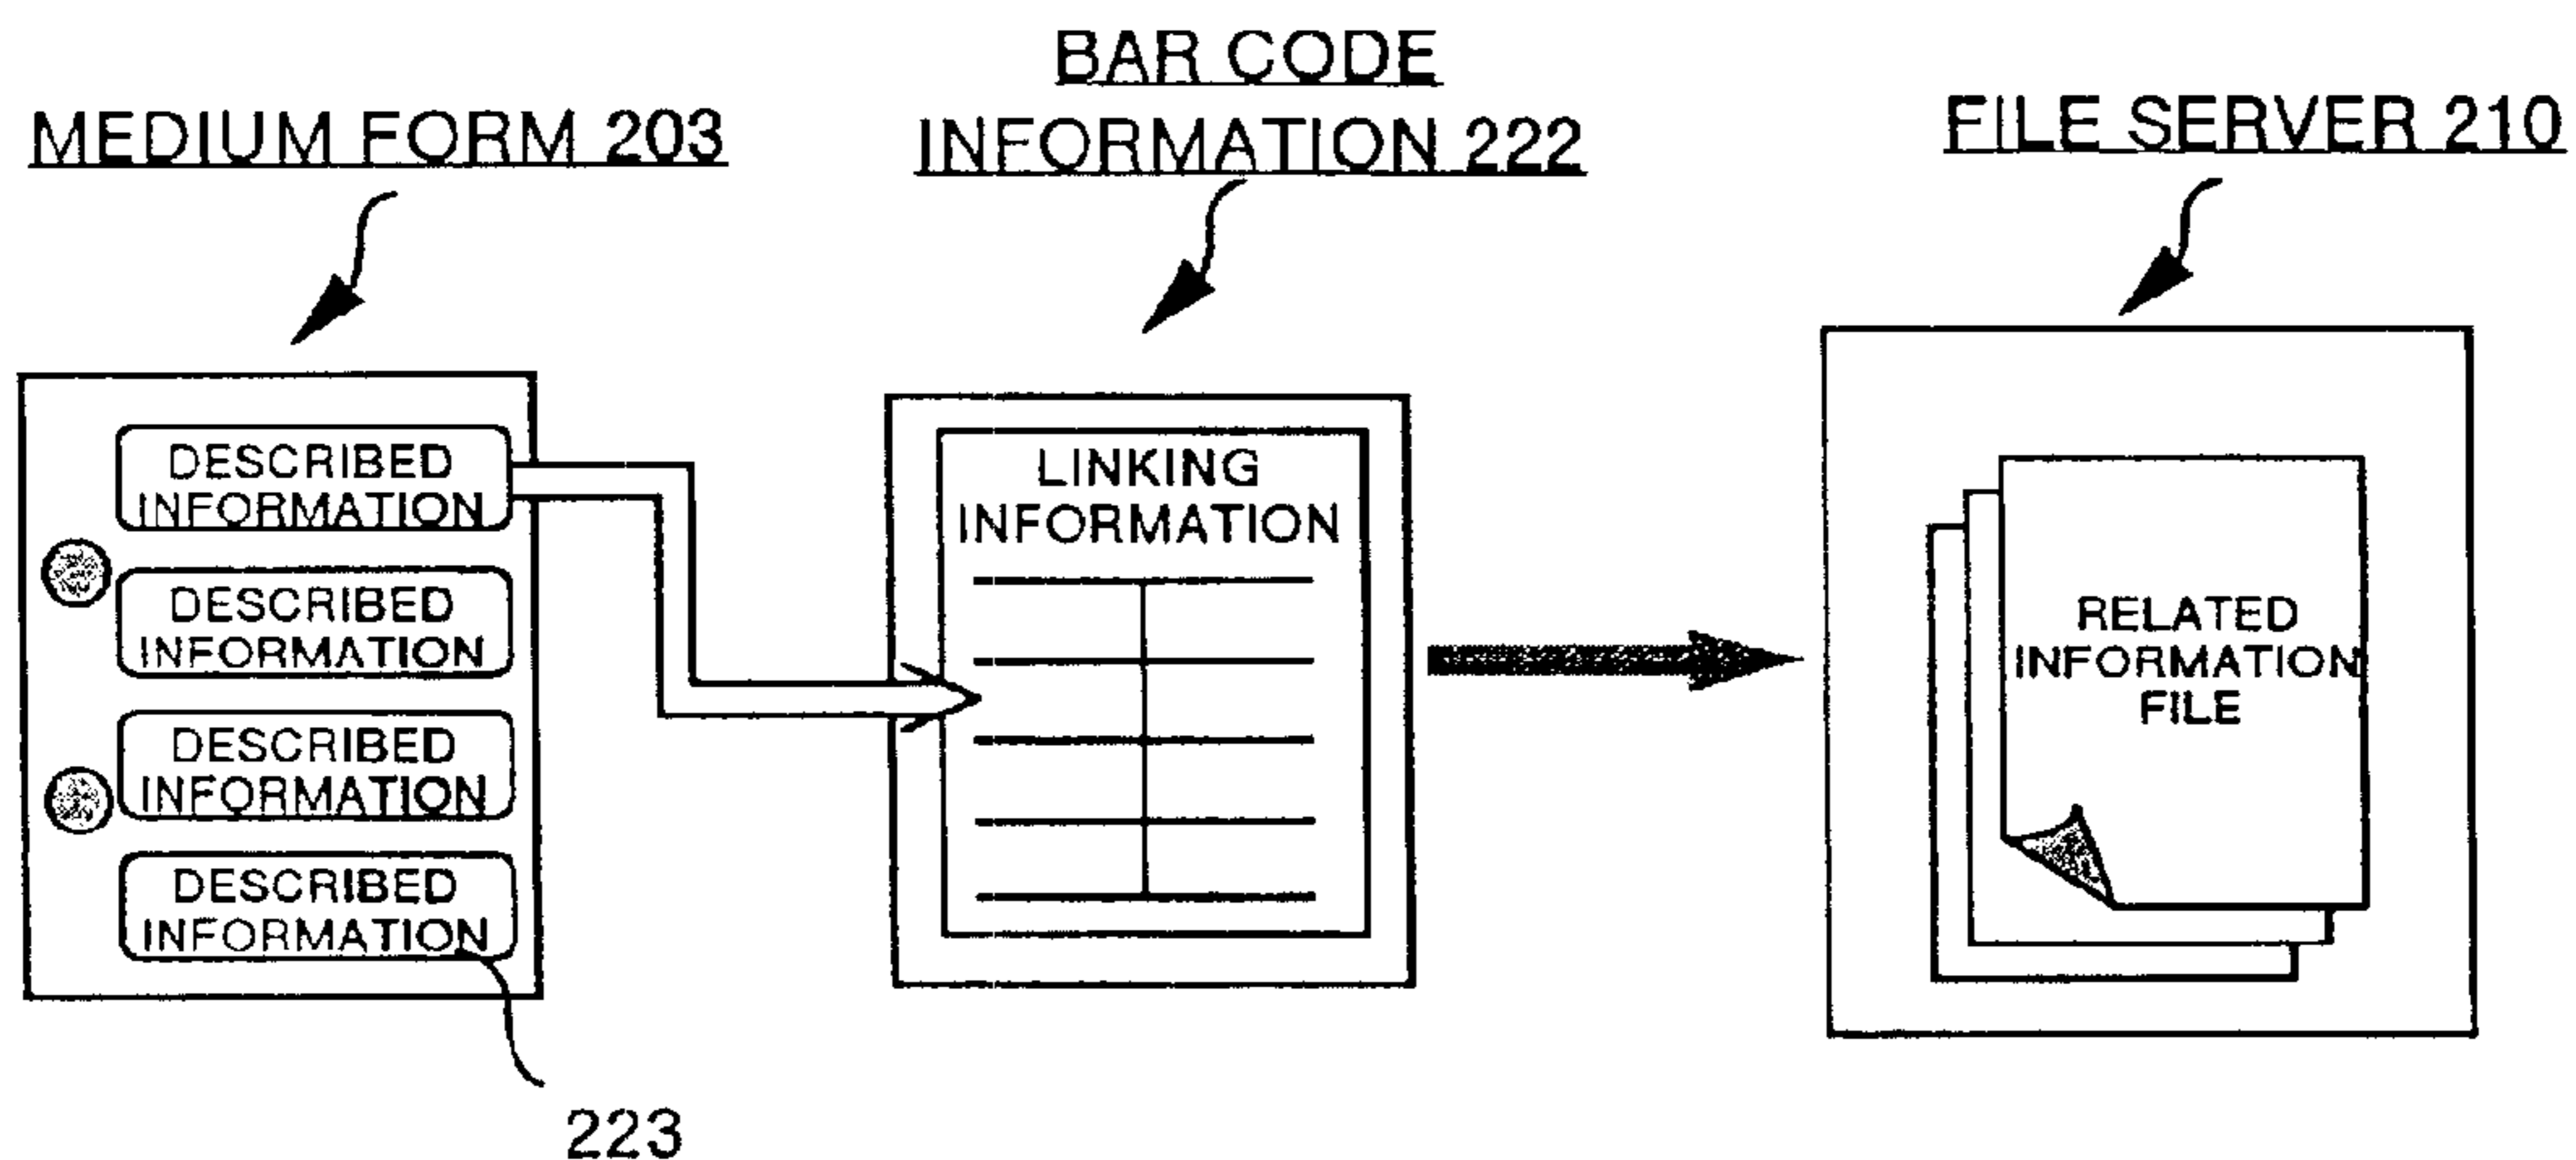 MEDIUM FORM 203
BAR CODE
INFORMATION 222
FILE SERVER 210
DESCRIBED
INFORMATION
DESCRIBED
INFORMATION
DESCRIBED
INFORMATION
DESCRIBED
INFORMATION
223
LINKING
INFORMATION
RELATED
INFORMATION
FILE